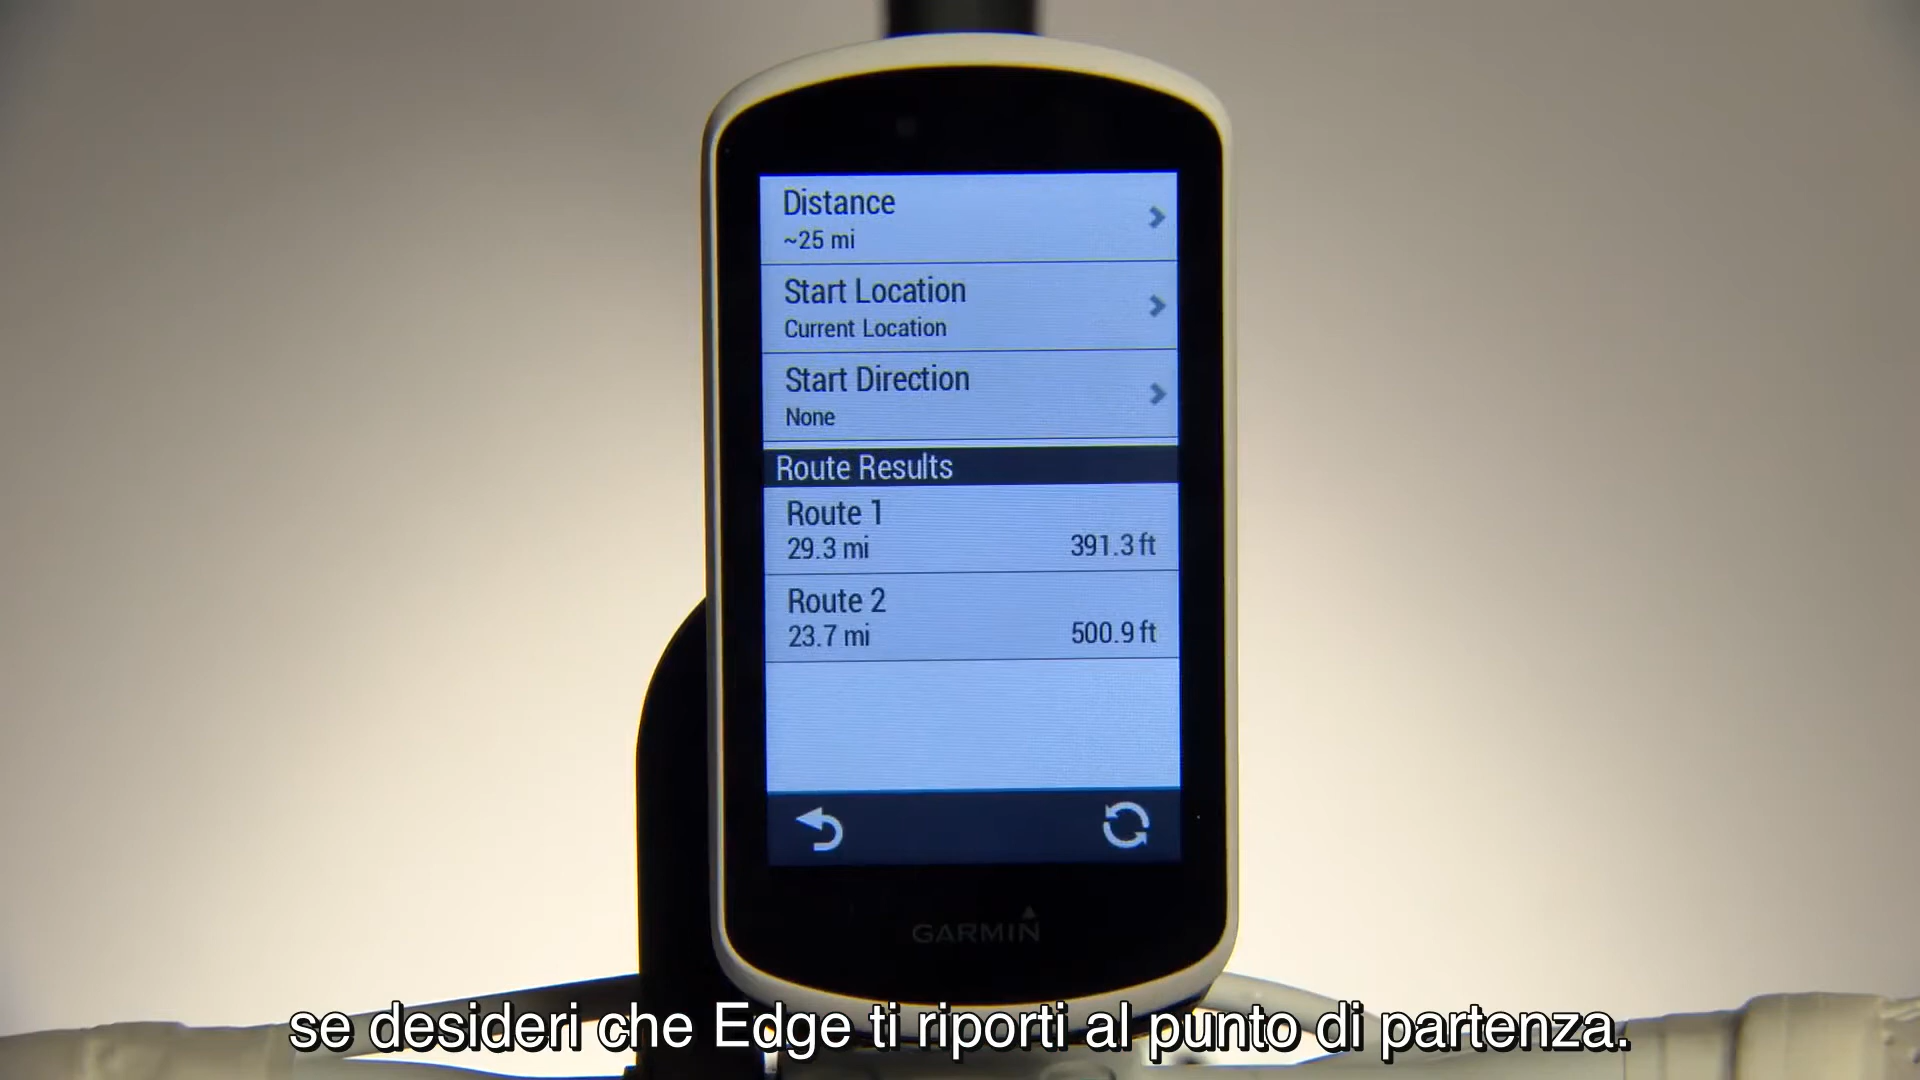 Distance
~25 mi
Start Location
Current Location
Start Direction
None
Route Results
Route 1
29.3 mi 391.3 ft
Route 2
23.7 mi 500.9 ft
GARMIN
se desideri che Edge ti riporti al punto di partenza.